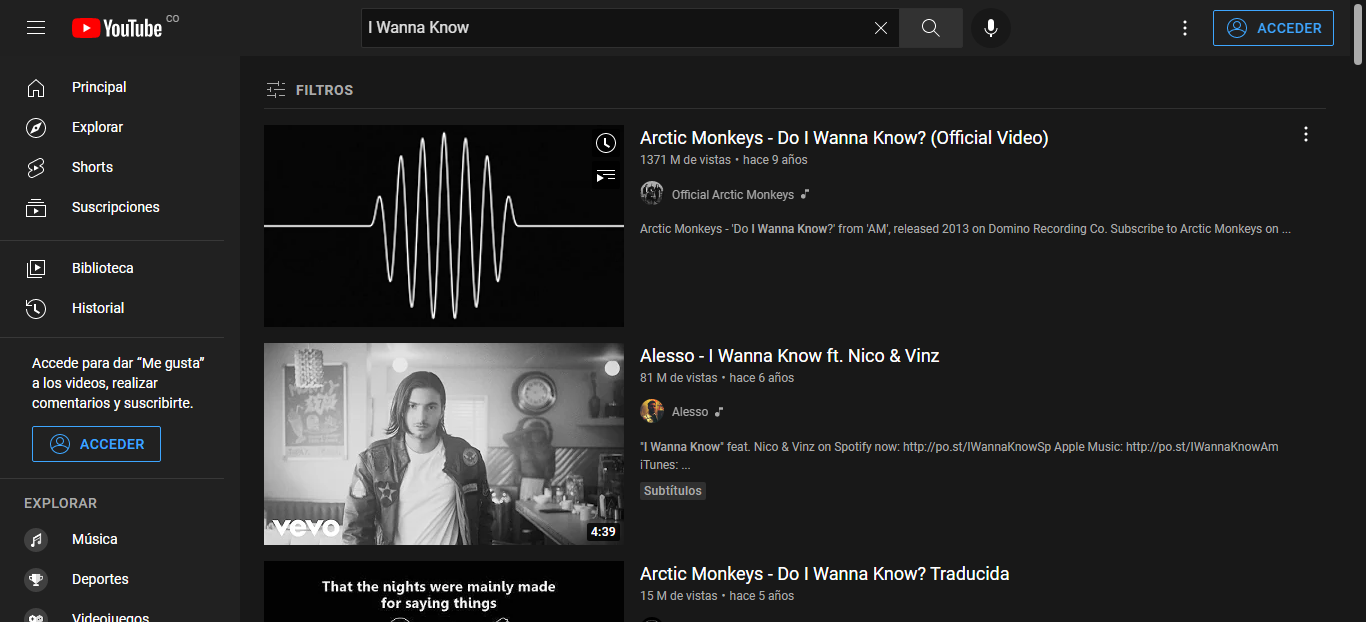 YouTube CO
I Wanna Know
ACCEDER
Principal
Explorar
Shorts
Suscripciones
Biblioteca
Historial
Accede para dar “Me gusta”
a los videos, realizar
comentarios y suscribirte.
ACCEDER
EXPLORAR
Música
Deportes
Videojuegos
FILTROS
Arctic Monkeys - Do I Wanna Know? (Official Video)
1371 M de vistas • hace 9 años
Official Arctic Monkeys
Arctic Monkeys - 'Do I Wanna Know?' from 'AM', released 2013 on Domino Recording Co. Subscribe to Arctic Monkeys on ...
vevo
4:39
Alesso - I Wanna Know ft. Nico & Vinz
81 M de vistas • hace 6 años
Alesso
"I Wanna Know" feat. Nico & Vinz on Spotify now: http://po.st/IWannaKnowSp Apple Music: http://po.st/IWannaKnowAm
iTunes: ...
Subtítulos
That the nights were mainly made
for saying things
Arctic Monkeys - Do I Wanna Know? Traducida
15 M de vistas • hace 5 años